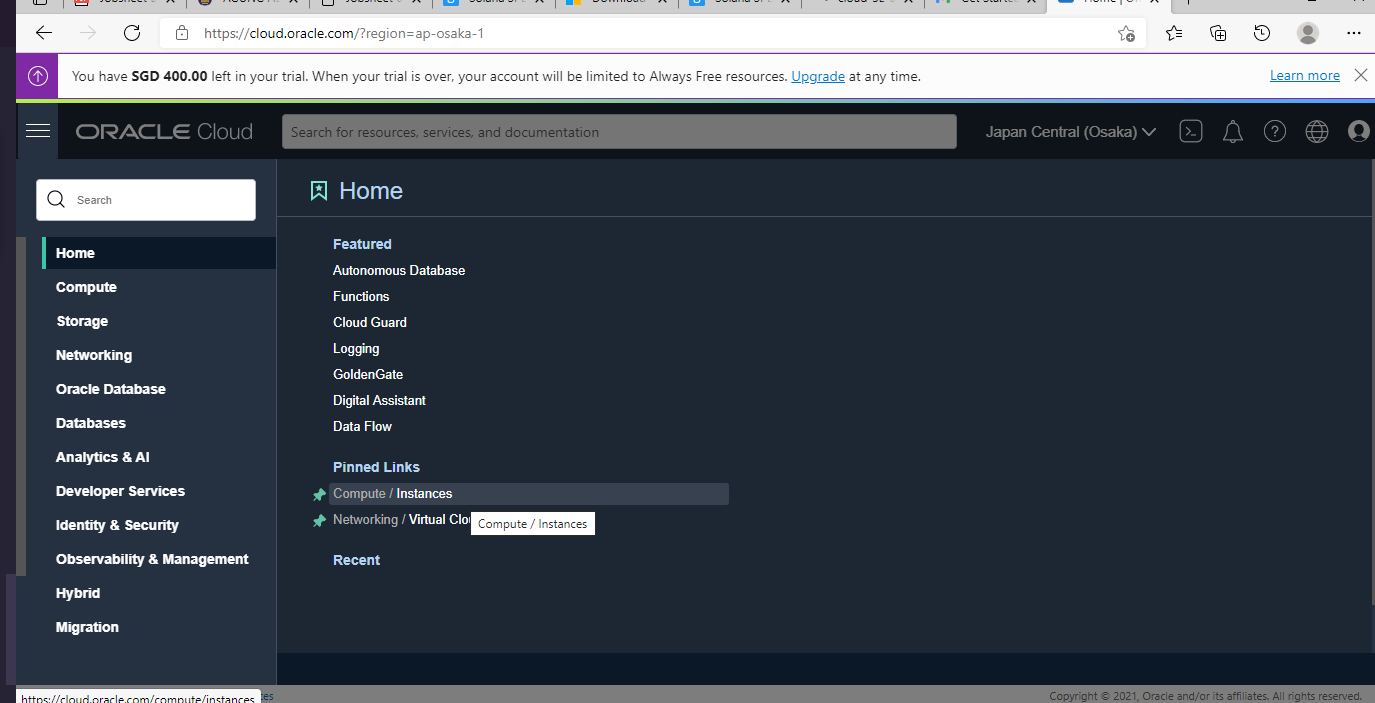 https://cloud.oracle.com/?region=ap-osaka-1
You have SGD 400.00 left in your trial. When your trial is over, your account will be limited to Always Free resources. Upgrade at any time.
Learn more
ORACLE Cloud
Search for resources, services, and documentation
Japan Central (Osaka)
Search
Home
Compute
Storage
Networking
Oracle Database
Databases
Analytics & AI
Developer Services
Identity & Security
Observability & Management
Hybrid
Migration
Home
Featured
Autonomous Database
Functions
Cloud Guard
Logging
GoldenGate
Digital Assistant
Data Flow
Pinned Links
Compute / Instances
Networking / Virtual Clo
Compute / Instances
Recent
https://cloud.oracle.com/compute/instances
Copyright © 2021, Oracle and/or its affiliates. All rights reserved.